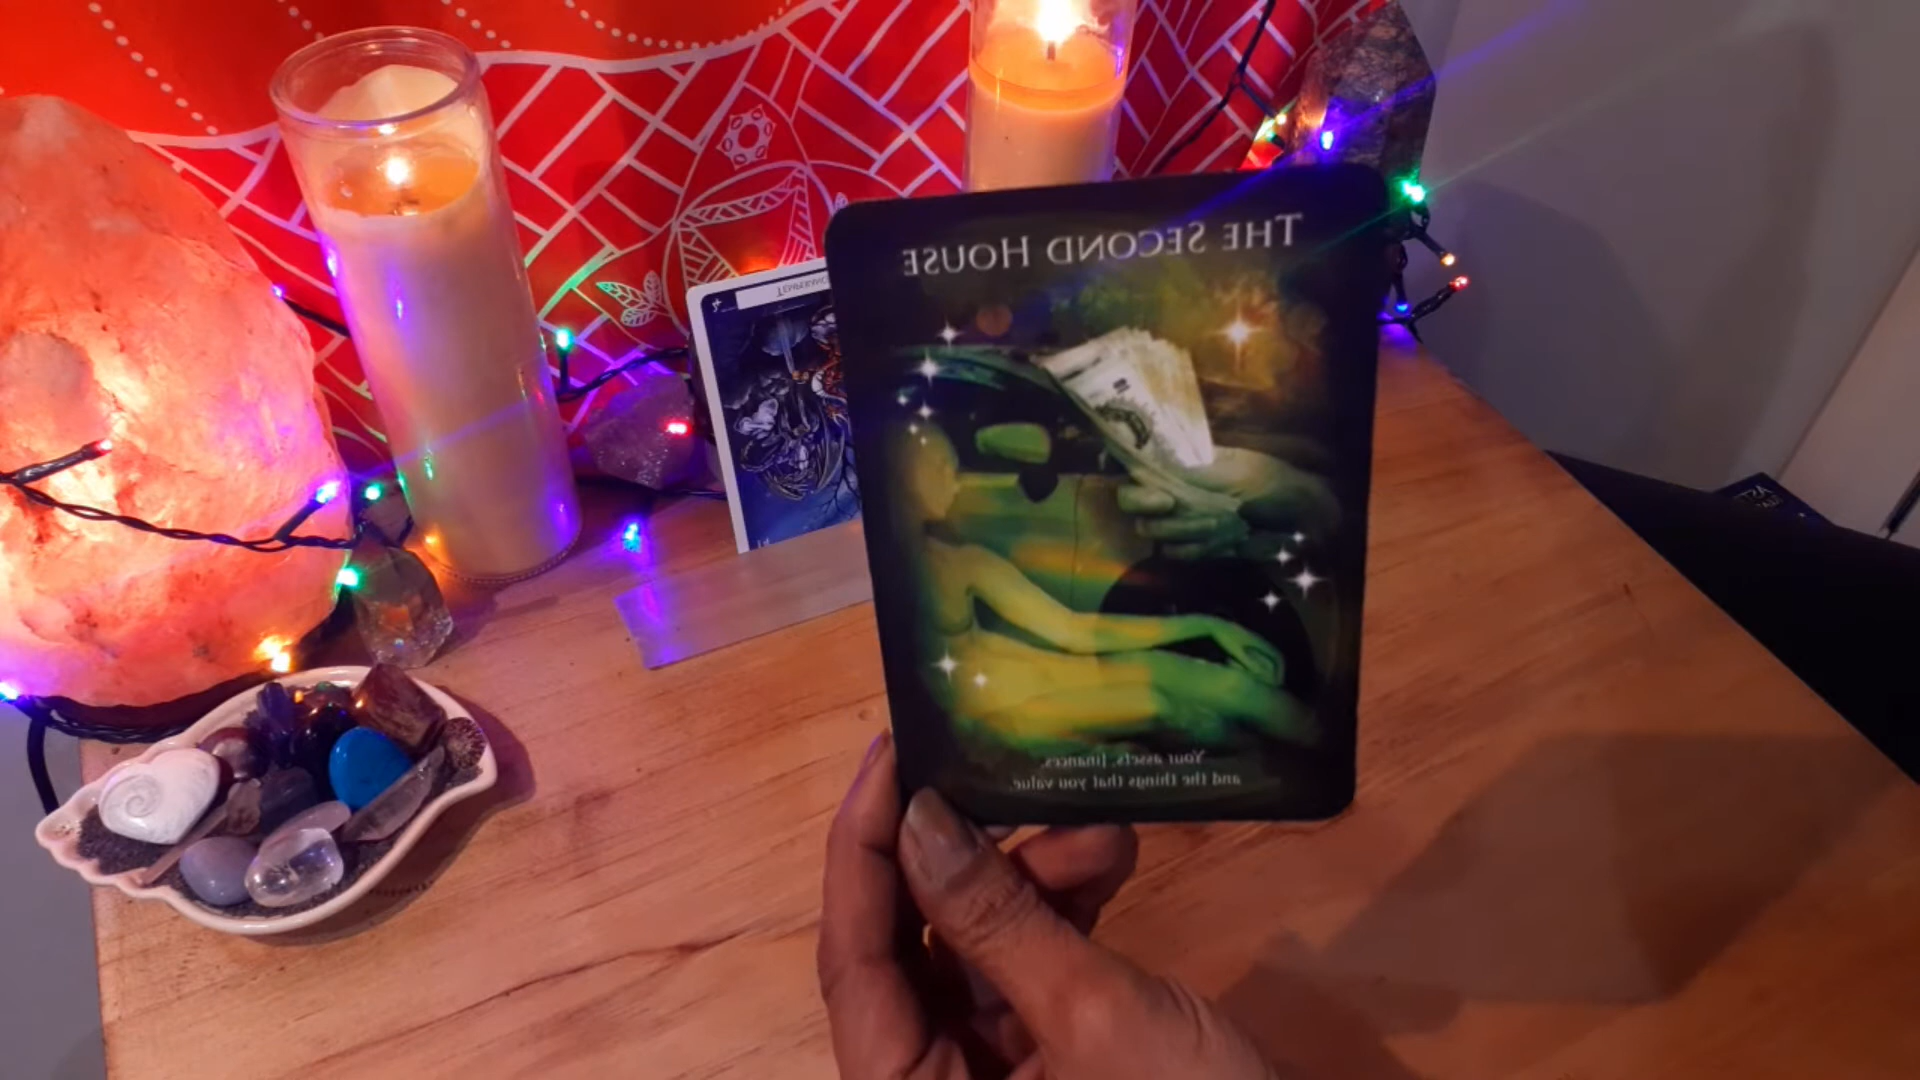 THE SECOND HOUSE
Your assets, finances,
and the things that you value.